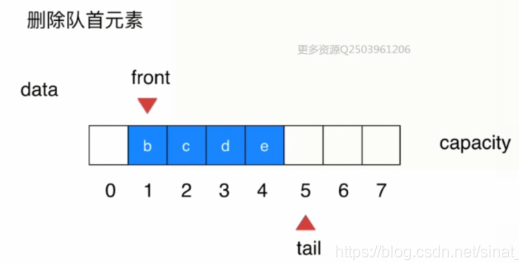 删除队首元素
更多资源Q2503961206
front
data
b c d e
capacity
0 1 2 3 4 5 6 7
tail
https://blog.csdn.net/sinat_